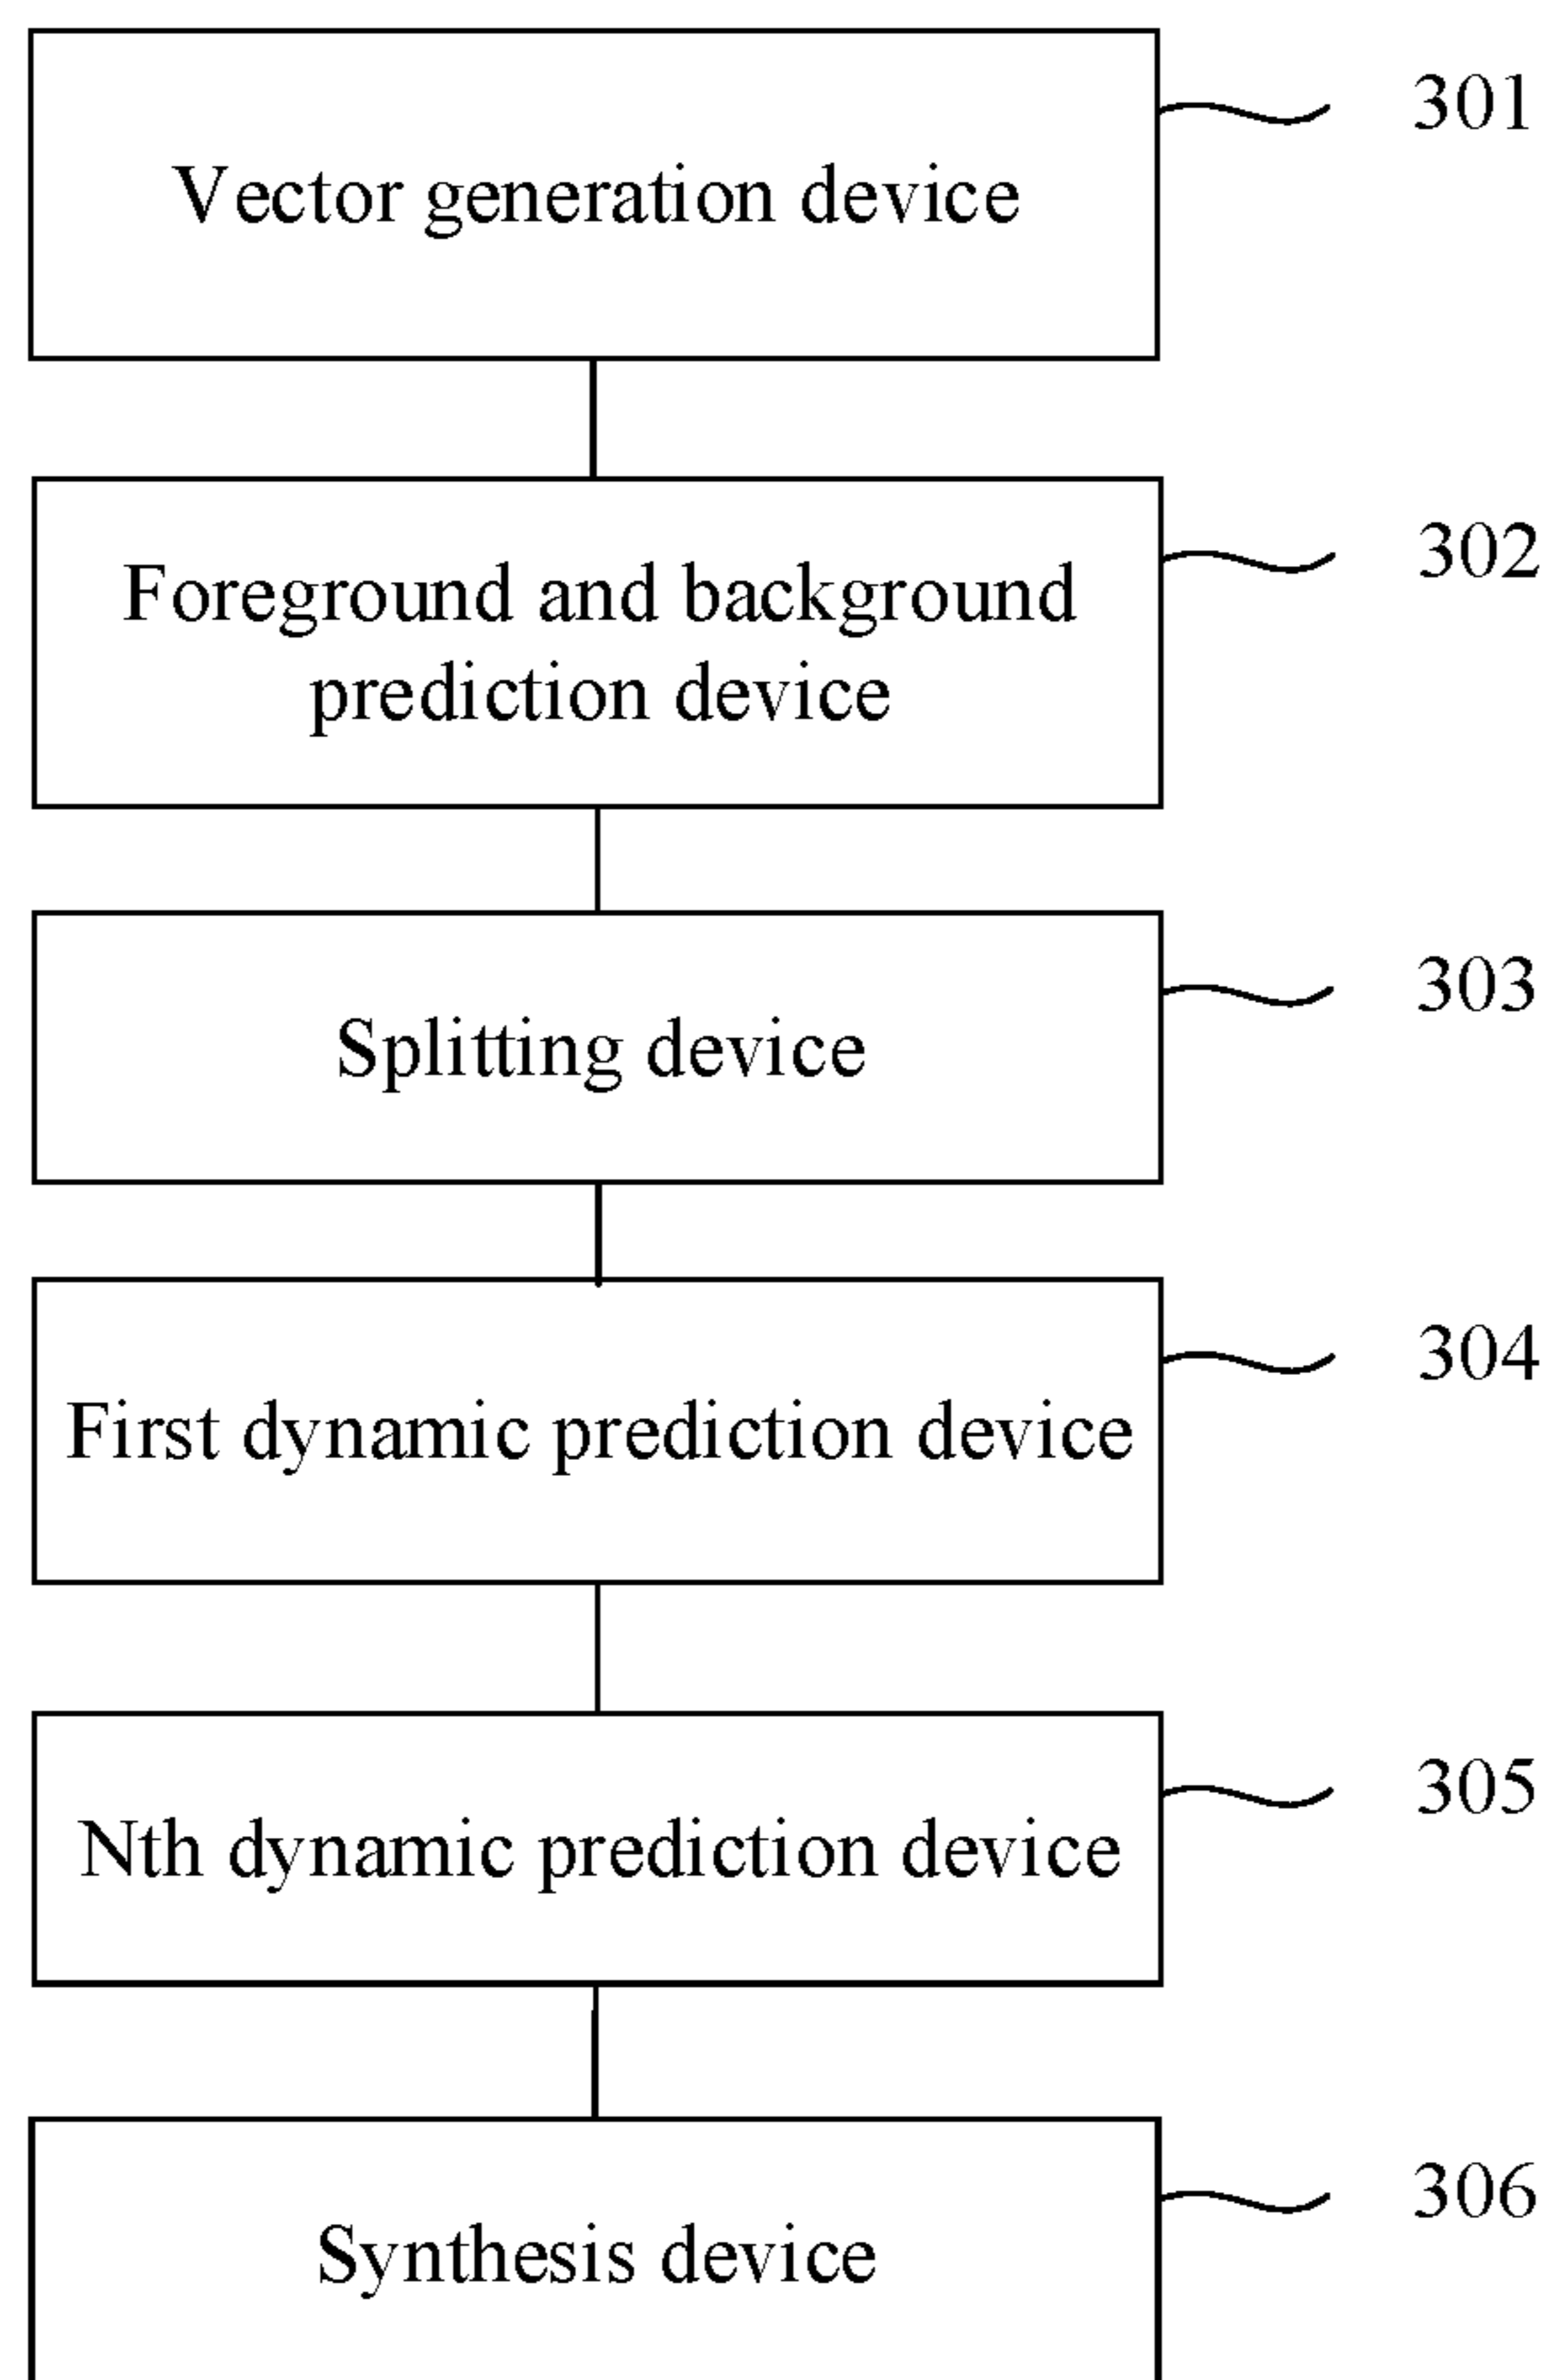 301
Vector generation device
302
Foreground and background
prediction device
303
Splitting device
304
First dynamic prediction device
305
Nth dynamic prediction device
306
Synthesis device